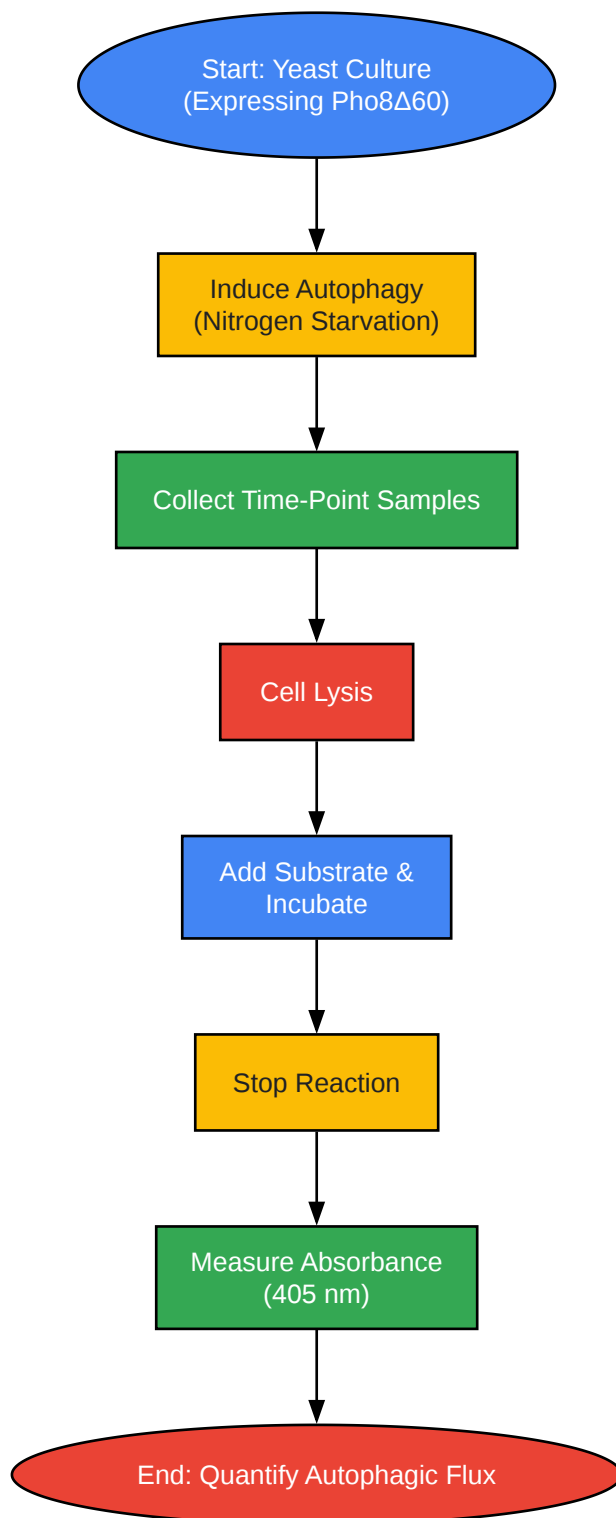 Start: Yeast Culture
(Expressing Pho8Δ60)
Induce Autophagy
(Nitrogen Starvation)
Collect Time-Point Samples
Cell Lysis
Add Substrate &
Incubate
Stop Reaction
Measure Absorbance
(405 nm)
End: Quantify Autophagic Flux